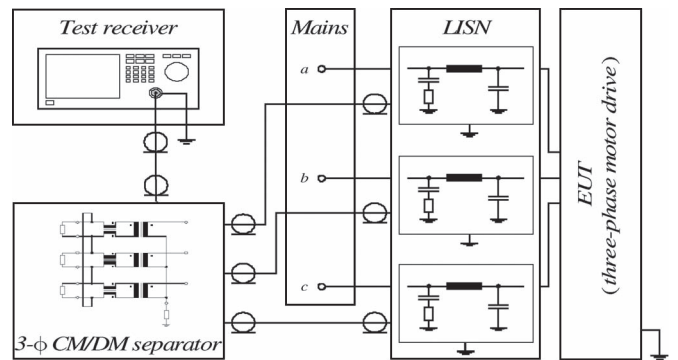 Test receiver
Mains
LISN
a
b
c
EUT
(three-phase motor drive)
3-ϕ CM/DM separator